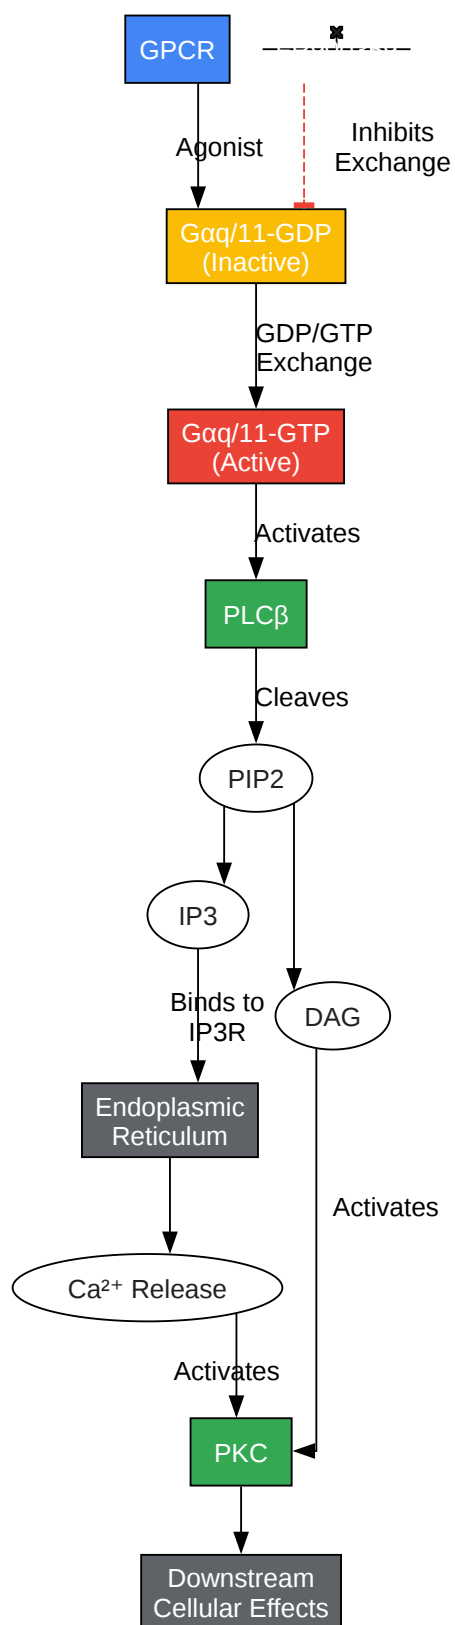 GPCR
Agonist
Inhibits
Exchange
Gαq/11-GDP
(Inactive)
GDP/GTP
Exchange
Gαq/11-GTP
(Active)
Activates
PLCβ
Cleaves
PIP2
IP3
Binds to
IP3R
DAG
Endoplasmic
Reticulum
Activates
Ca²⁺ Release
Activates
PKC
Downstream
Cellular Effects